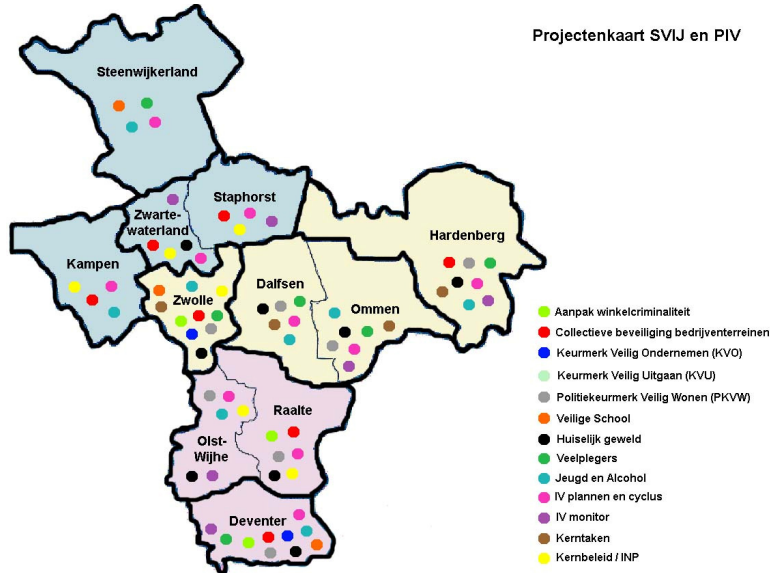 Projectenkaart SVIJ en PIV
Steenwijkerland
Staphorst
Zwarte-
waterland
Hardenberg
Kampen
Zwolle
Dalfsen
Ommen
Raalte
Olst-
Wijhe
Deventer
Aanpak winkelcriminaliteit
Collectieve beveiliging bedrijventerreinen
Keurmerk Veilig Ondernemen (KVO)
Keurmerk Veilig Uitgaan (KVU)
Politiekeurmerk Veilig Wonen (PKVW)
Veilige School
Huiselijk geweld
Veelplegers
Jeugd en Alcohol
IV plannen en cyclus
IV monitor
Kerntaken
Kernbeleid / INP